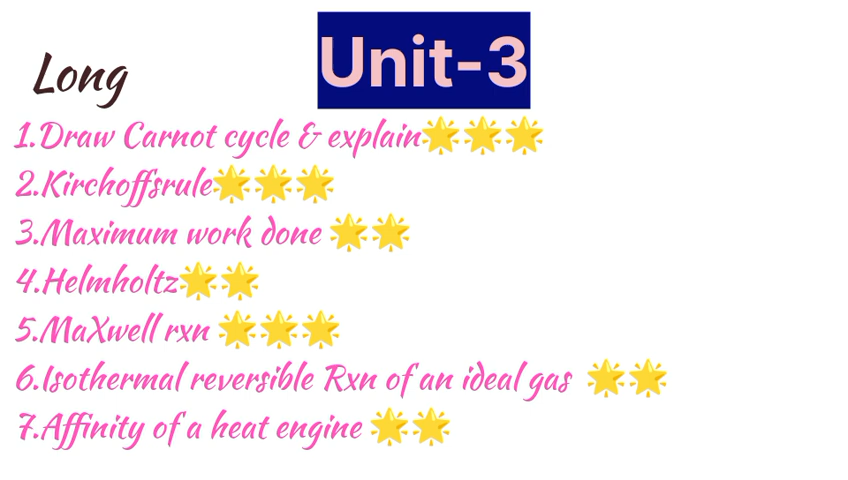 Unit-3
Long
1.Draw Carnot cycle & explain🌟🌟🌟
2.Kirchoffsrule🌟🌟🌟
3.Maximum work done 🌟🌟
4.Helmholtz🌟🌟
5.MaXwell rxn 🌟🌟🌟
6.Isothermal reversible Rxn of an ideal gas 🌟🌟
7.Affinity of a heat engine 🌟🌟